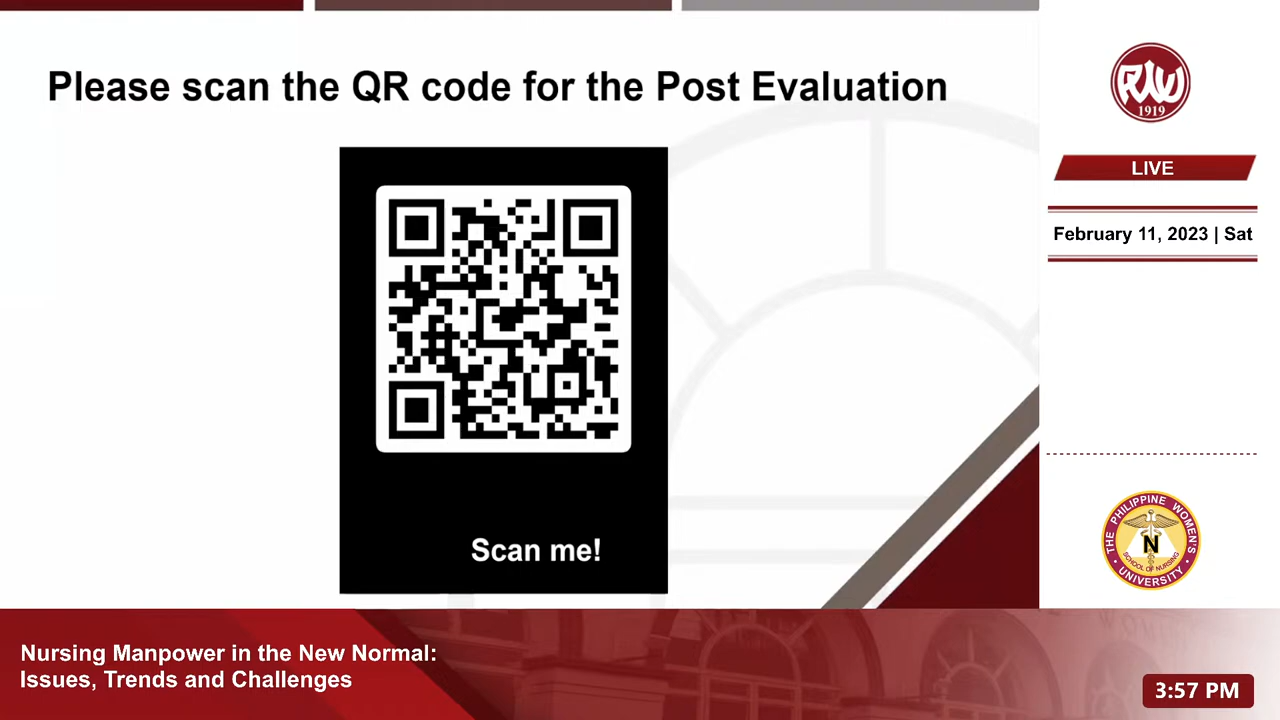 Please scan the QR code for the Post Evaluation
Scan me!
PWU
1919
LIVE
February 11, 2023 | Sat
THE PHILIPPINE WOMEN'S UNIVERSITY
SCHOOL OF NURSING
N
Nursing Manpower in the New Normal:
Issues, Trends and Challenges
3:57 PM